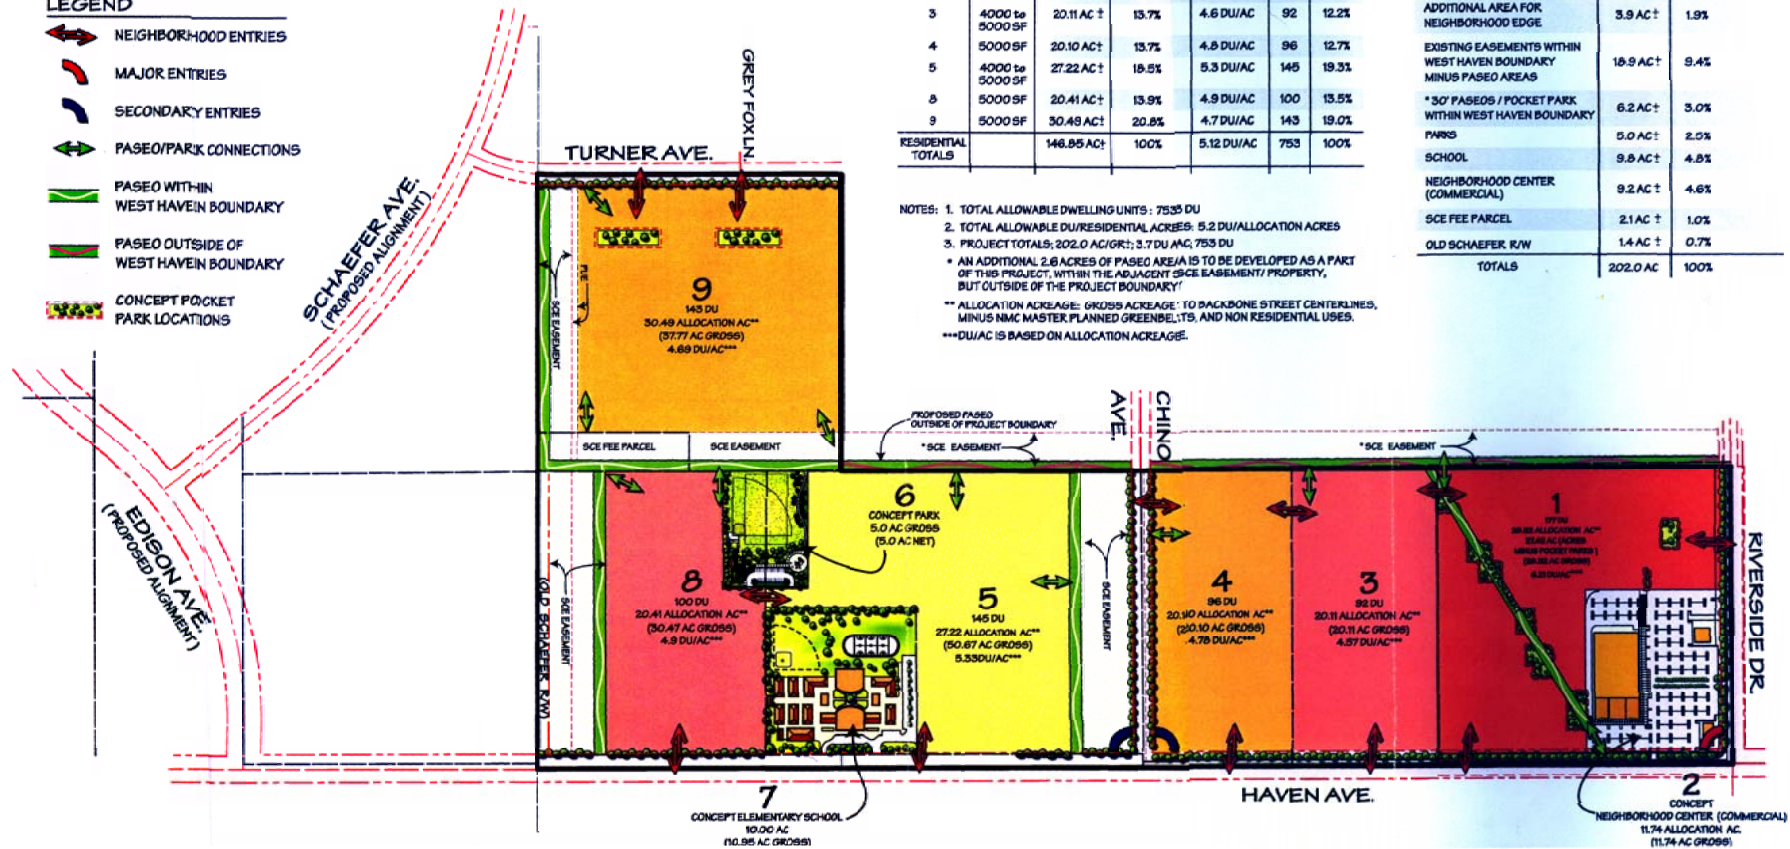 LEGEND
NEIGHBORHOOD ENTRIES
MAJOR ENTRIES
SECONDARY ENTRIES
PASEO/PARK CONNECTIONS
PASEO WITHIN
WEST HAVEIN BOUNDARY
PASEO OUTSIDE OF
WEST HAVEIN BOUNDARY
CONCEPT POCKET
PARK LOCATIONS
3 4000 to 5000 SF 20.11 AC ± 13.7% 4.6 DU/AC 92 12.2%
4 5000 SF 20.10 AC± 13.7% 4.8 DU/AC 96 12.7%
5 4000 to 5000 SF 27.22 AC ± 18.5% 5.3 DU/AC 145 19.3%
8 5000 SF 20.41 AC± 13.9% 4.9 DU/AC 100 13.5%
9 5000 SF 30.49 AC± 20.8% 4.7 DU/AC 143 19.0%
RESIDENTIAL TOTALS 146.85 AC± 100% 5.12 DU/AC 753 100%
ADDITIONAL AREA FOR
NEIGHBORHOOD EDGE 3.9 AC ± 1.9%
EXISTING EASEMENTS WITHIN
WEST HAVEN BOUNDARY 18.9 AC ± 9.4%
MINUS PASEO AREAS
*30' PASEOS / POCKET PARK
WITHIN WEST HAVEN BOUNDARY 6.2 AC ± 3.0%
PARKS 5.0 AC ± 2.5%
SCHOOL 9.8 AC ± 4.8%
NEIGHBORHOOD CENTER
(COMMERCIAL) 9.2 AC ± 4.6%
SCE FEE PARCEL 2.1 AC ± 1.0%
OLD SCHAEFER R/W 1.4 AC ± 0.7%
TOTALS 202.0 AC 100%
NOTES: 1. TOTAL ALLOWABLE DWELLING UNITS : 7535 DU
2. TOTAL ALLOWABLE DU/RESIDENTIAL ACRES: 5.2 DU/ALLOCATION ACRES
3. PROJECT TOTALS; 202.0 AC/GR±; 3.7 DU AC; 753 DU
* AN ADDITIONAL 2.6 ACRES OF PASEO AREA IS TO BE DEVELOPED AS A PART
OF THIS PROJECT, WITHIN THE ADJACENT SCE EASEMENT/ PROPERTY,
BUT OUTSIDE OF THE PROJECT BOUNDARY
** ALLOCATION ACREAGE: GROSS ACREAGE TO BACKBONE STREET CENTERLINES,
MINUS NMC MASTER PLANNED GREENBELTS, AND NON RESIDENTIAL USES.
***DU/AC IS BASED ON ALLOCATION ACREAGE.
GREY FOX LN.
TURNER AVE.
SCHAEFER AVE.
(PROPOSED ALIGNMENT)
EDISON AVE.
(PROPOSED ALIGNMENT)
PUE
SCE EASEMENT
9
143 DU
30.49 ALLOCATION AC**
(37.77 AC GROSS)
4.69 DU/AC***
SCE FEE PARCEL
SCE EASEMENT
PROPOSED PASEO
OUTSIDE OF PROJECT BOUNDARY
*SCE EASEMENT
CHINO
AVE.
*SCE EASEMENT
(OLD SCHAEFER R/W)
SCE EASEMENT
8
100 DU
20.41 ALLOCATION AC**
(30.47 AC GROSS)
4.9 DU/AC***
6
CONCEPT PARK
5.0 AC GROSS
(5.0 AC NET)
5
145 DU
27.22 ALLOCATION AC**
(50.67 AC GROSS)
5.33DU/AC***
SCE EASEMENT
4
96 DU
20.10 ALLOCATION AC**
(20.10 AC GROSS)
4.78 DU/AC***
3
92 DU
20.11 ALLOCATION AC**
(20.11 AC GROSS)
4.57 DU/AC***
1
177 DU
RIVERSIDE DR.
HAVEN AVE.
7
CONCEPT ELEMENTARY SCHOOL
10.00 AC
(10.95 AC GROSS)
2
CONCEPT
NEIGHBORHOOD CENTER (COMMERCIAL)
11.74 ALLOCATION AC.
(11.74 AC GROSS)